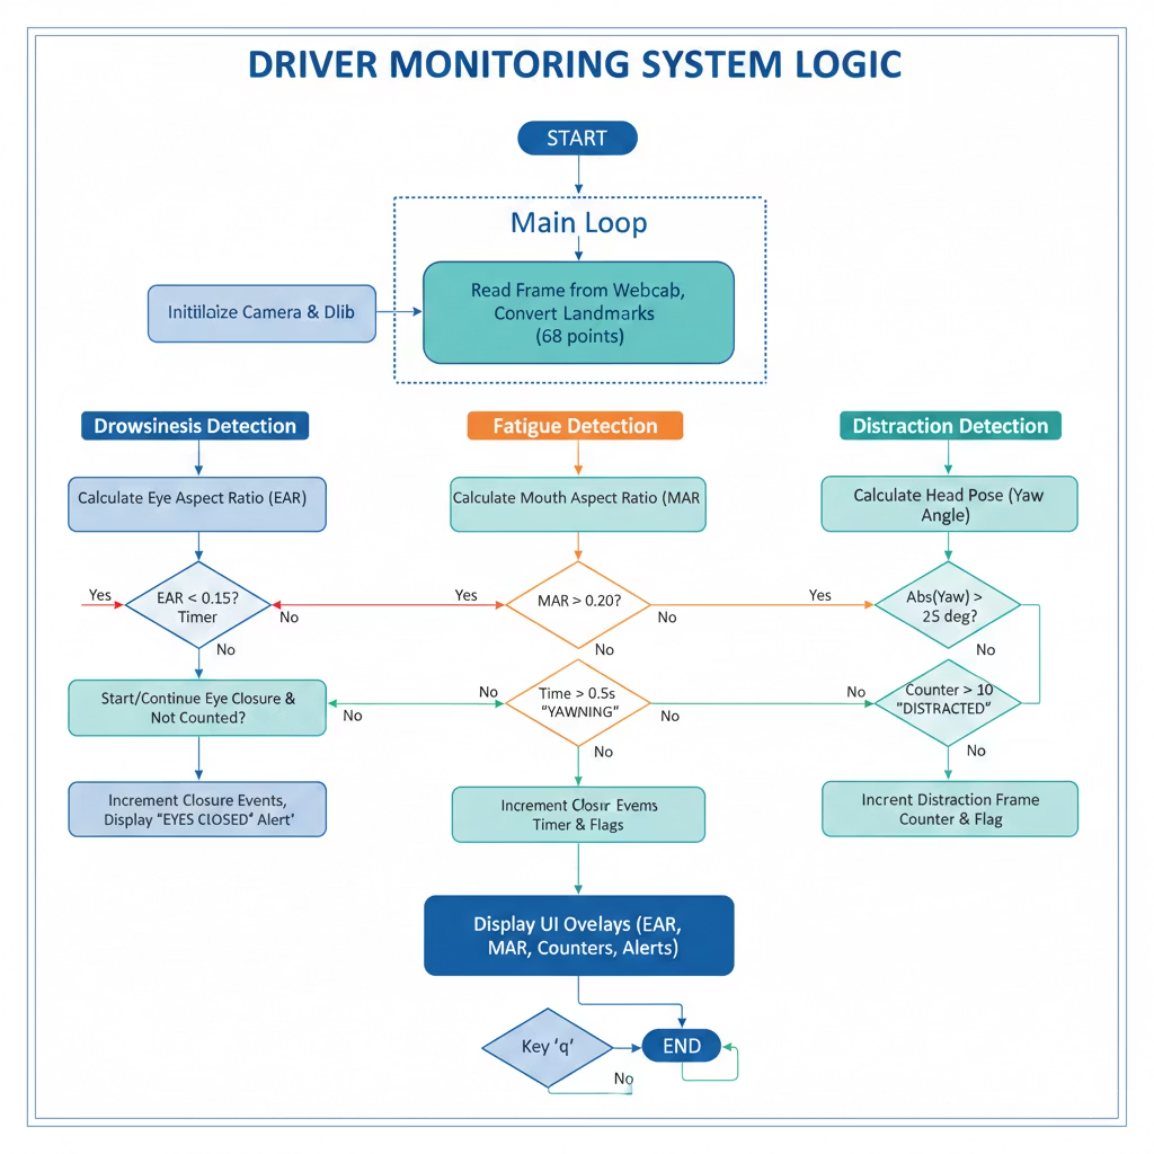 DRIVER MONITORING SYSTEM LOGIC
START
Main Loop
Read Frame from Webcab,
Convert Landmarks
(68 points)
Initilaize Camera & Dlib
Drowsinesis Detection
Fatigue Detection
Distraction Detection
Calculate Eye Aspect Ratio (EAR)
Calculate Mouth Aspect Ratio (MAR
Calculate Head Pose (Yaw
Angle)
Yes
EAR < 0.15?
Timer
No
Yes
MAR > 0.20?
No
Yes
Abs(Yaw) >
25 deg?
No
No
No
Start/Continue Eye Closure &
Not Counted?
No
No
Time > 0.5s
"YAWNING"
No
No
Counter > 10
"DISTRACTED"
No
No
Increment Closure Events,
Display "EYES CLOSED" Alert'
Increment Closır Evems
Timer & Flags
Incrent Distraction Frame
Counter & Flag
Display UI Ovelays (EAR,
MAR, Counters, Alerts)
Key 'q'
END
No